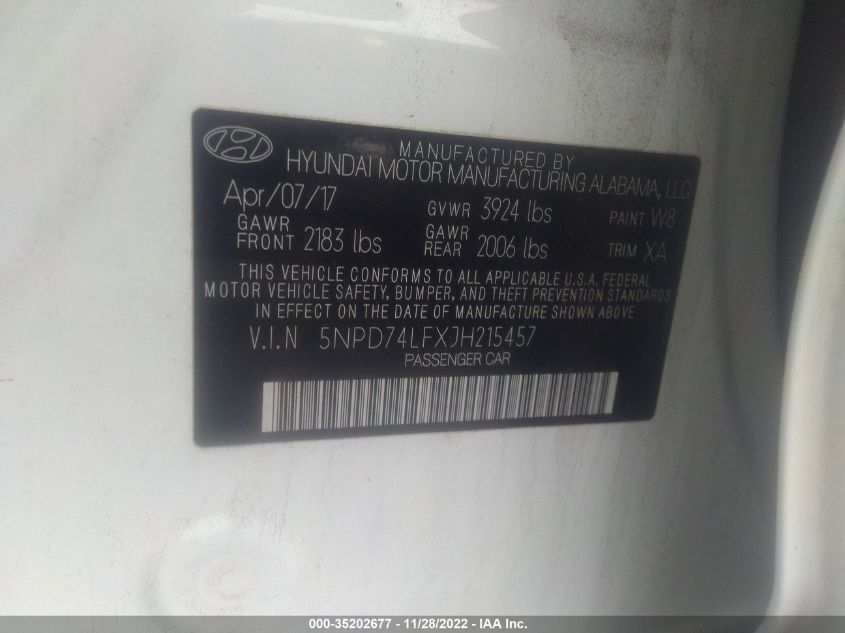 MANUFACTURED BY
HYUNDAI MOTOR MANUFACTURING ALABAMA, LLC
Apr/07/17 GVWR 3924 lbs PAINT W8
GAWR FRONT 2183 lbs GAWR REAR 2006 lbs TRIM XA
THIS VEHICLE CONFORMS TO ALL APPLICABLE U.S.A. FEDERAL
MOTOR VEHICLE SAFETY, BUMPER, AND THEFT PREVENTION STANDARDS
IN EFFECT ON THE DATE OF MANUFACTURE SHOWN ABOVE
V.I.N 5NPD74LFXJH215457
PASSENGER CAR
000-35202677 - 11/28/2022 - IAA Inc.